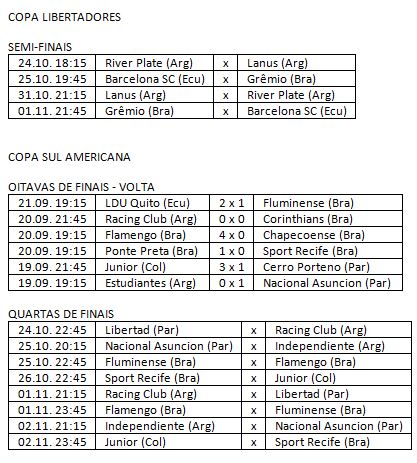 COPA LIBERTADORES
SEMI-FINAIS
24.10. 18:15 River Plate (Arg) x Lanus (Arg)
25.10. 19:45 Barcelona SC (Ecu) x Grêmio (Bra)
31.10. 21:15 Lanus (Arg) x River Plate (Arg)
01.11. 21:45 Grêmio (Bra) x Barcelona SC (Ecu)
COPA SUL AMERICANA
OITAVAS DE FINAIS - VOLTA
21.09. 19:15 LDU Quito (Ecu) 2 x 1 Fluminense (Bra)
20.09. 21:45 Racing Club (Arg) 0 x 0 Corinthians (Bra)
20.09. 19:15 Flamengo (Bra) 4 x 0 Chapecoense (Bra)
20.09. 19:15 Ponte Preta (Bra) 1 x 0 Sport Recife (Bra)
19.09. 21:45 Junior (Col) 3 x 1 Cerro Porteno (Par)
19.09. 19:15 Estudiantes (Arg) 0 x 1 Nacional Asuncion (Par)
QUARTAS DE FINAIS
24.10. 22:45 Libertad (Par) x Racing Club (Arg)
25.10. 20:15 Nacional Asuncion (Par) x Independiente (Arg)
25.10. 22:45 Fluminense (Bra) x Flamengo (Bra)
26.10. 22:45 Sport Recife (Bra) x Junior (Col)
01.11. 21:15 Racing Club (Arg) x Libertad (Par)
01.11. 23:45 Flamengo (Bra) x Fluminense (Bra)
02.11. 21:15 Independiente (Arg) x Nacional Asuncion (Par)
02.11. 23:45 Junior (Col) x Sport Recife (Bra)